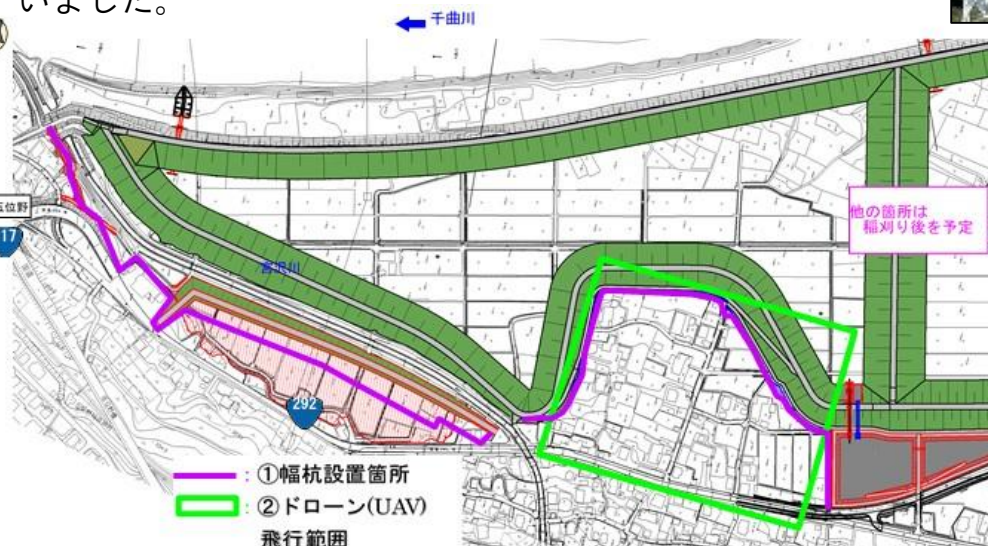 いました。
千曲川
位野
17
宮沢川
292
他の箇所は
稲刈り後を予定
:①幅杭設置箇所
:②ドローン(UAV)
飛行範囲